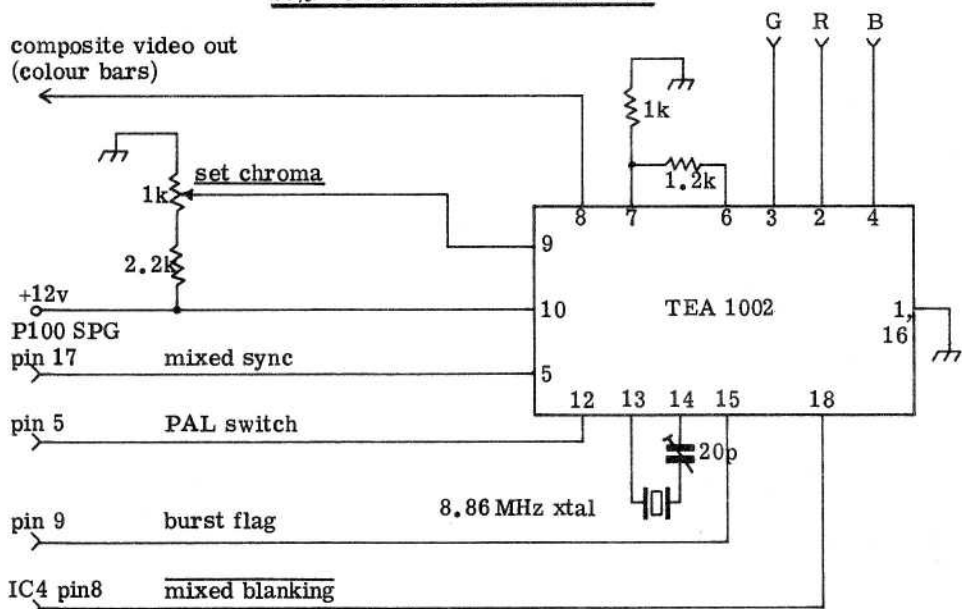 G R B
composite video out
(colour bars)
1k
1.2k
set chroma
1k
8 7 6 3 2 4
9
2.2k
+12v
10 TEA 1002 1,
16
P100 SPG
pin 17 mixed sync
5
12 13 14 15 18
pin 5 PAL switch
20p
8.86 MHz xtal
pin 9 burst flag
IC4 pin8 mixed blanking